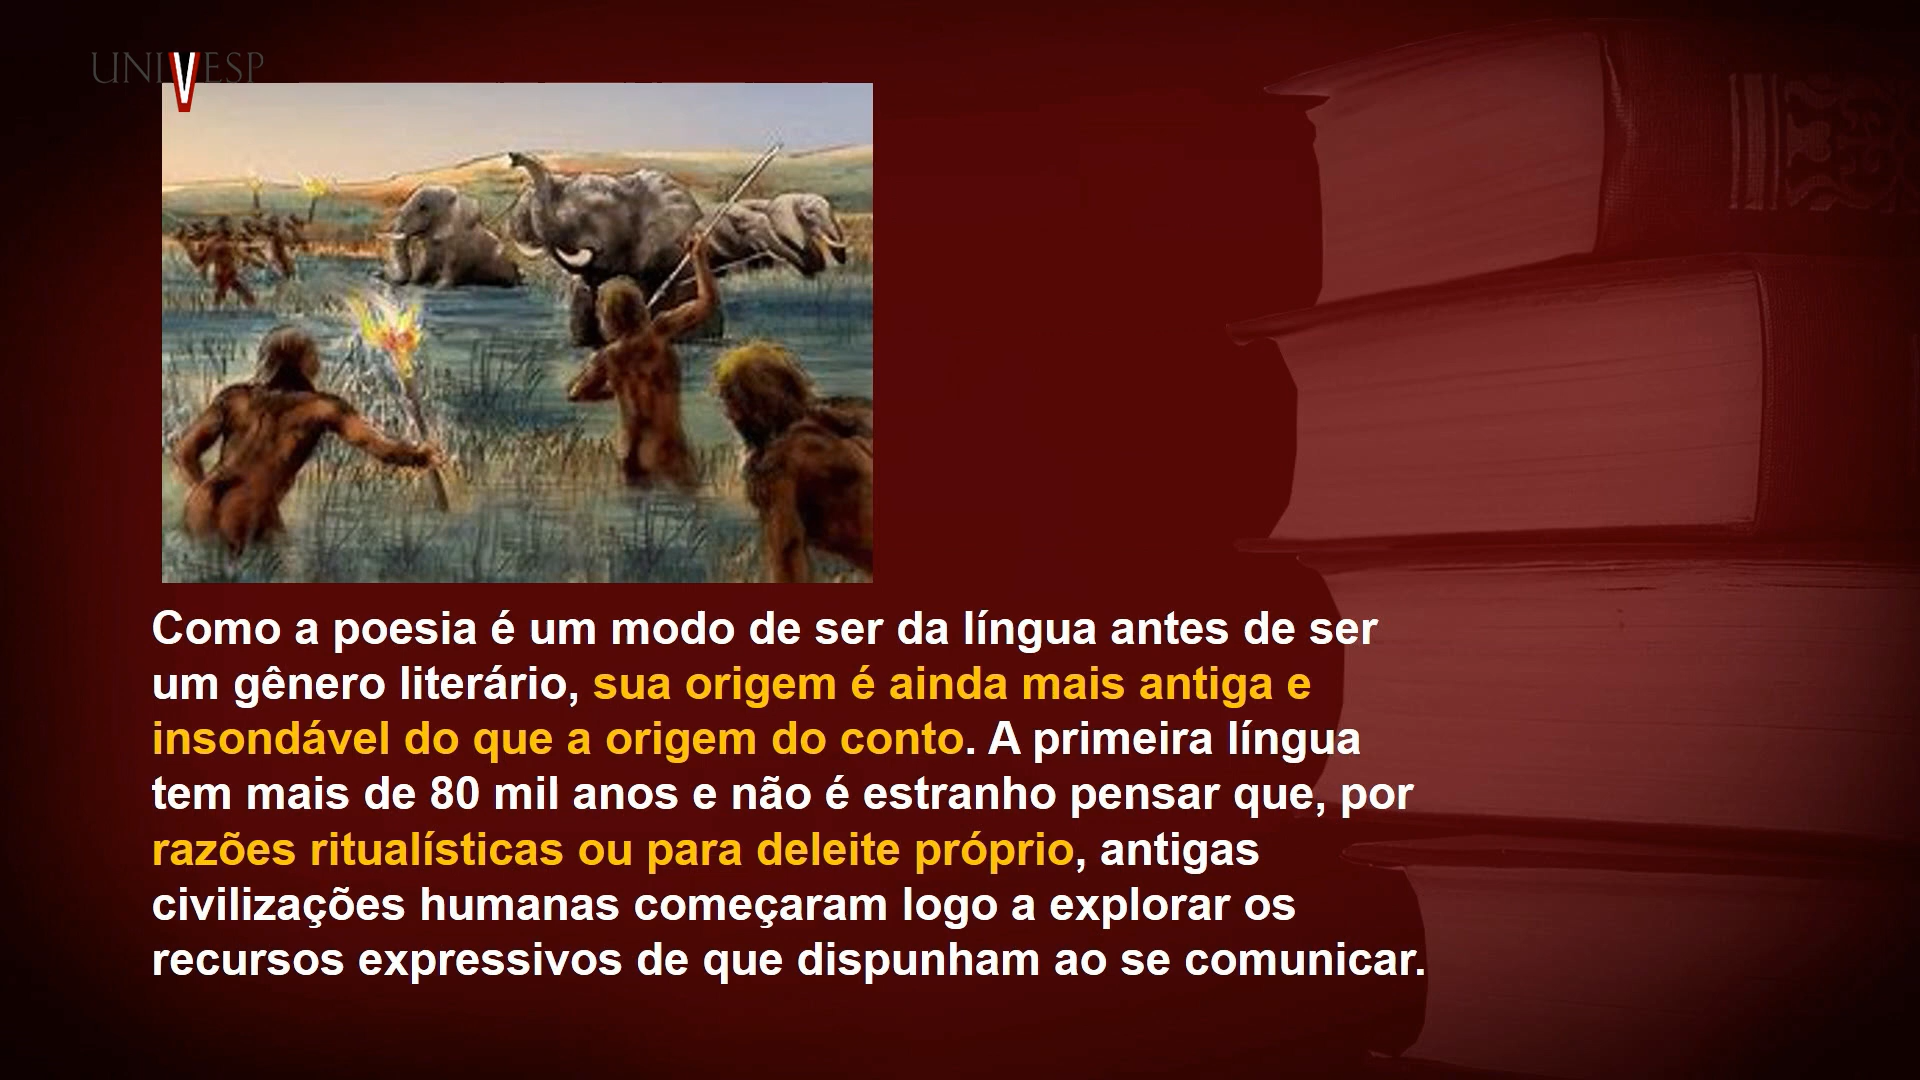 UNIVESP
Como a poesia é um modo de ser da língua antes de ser
um gênero literário, sua origem é ainda mais antiga e
insondável do que a origem do conto. A primeira língua
tem mais de 80 mil anos e não é estranho pensar que, por
razões ritualísticas ou para deleite próprio, antigas
civilizações humanas começaram logo a explorar os
recursos expressivos de que dispunham ao se comunicar.